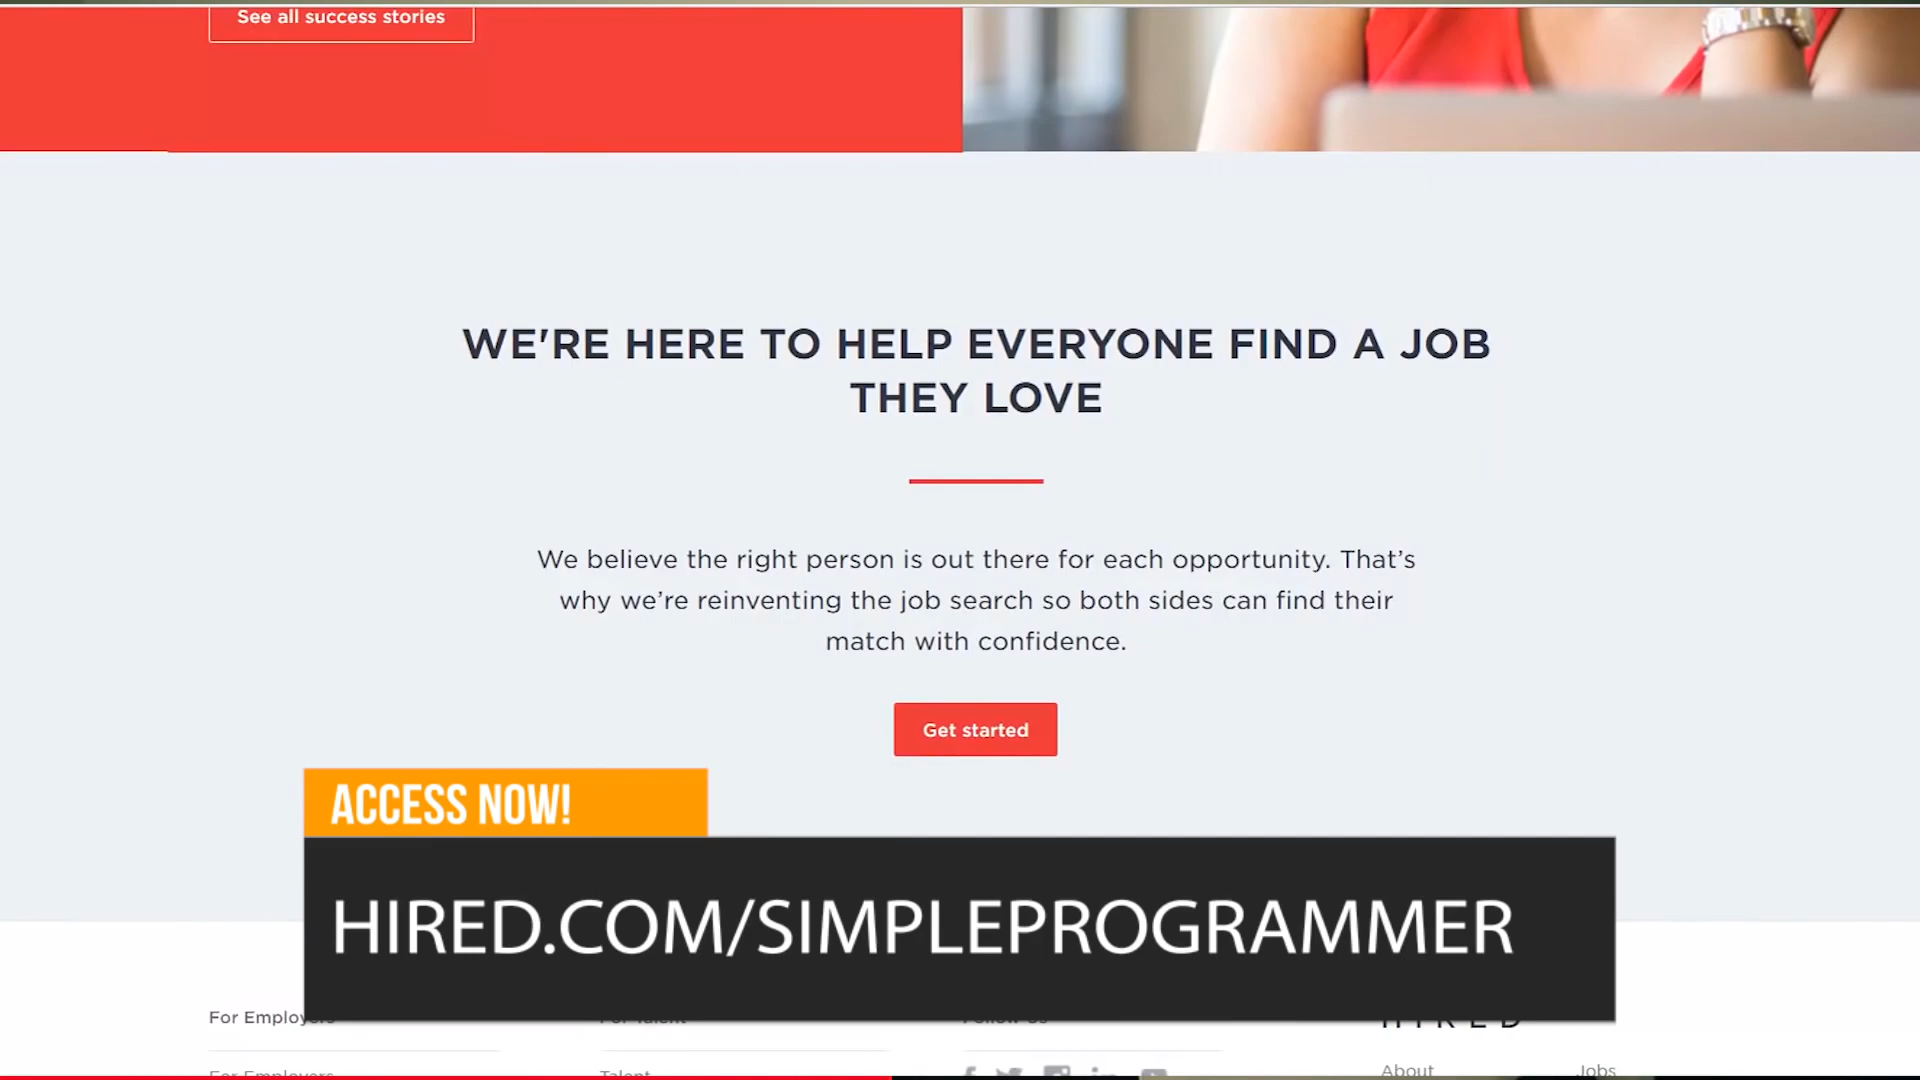 See all success stories
WE'RE HERE TO HELP EVERYONE FIND A JOB
THEY LOVE
We believe the right person is out there for each opportunity. That’s
why we’re reinventing the job search so both sides can find their
match with confidence.
Get started
ACCESS NOW!
HIRED.COM/SIMPLEPROGRAMMER
For Employers
For Talent
Follow Us
HIRED
For Employers
Talent
About
Jobs